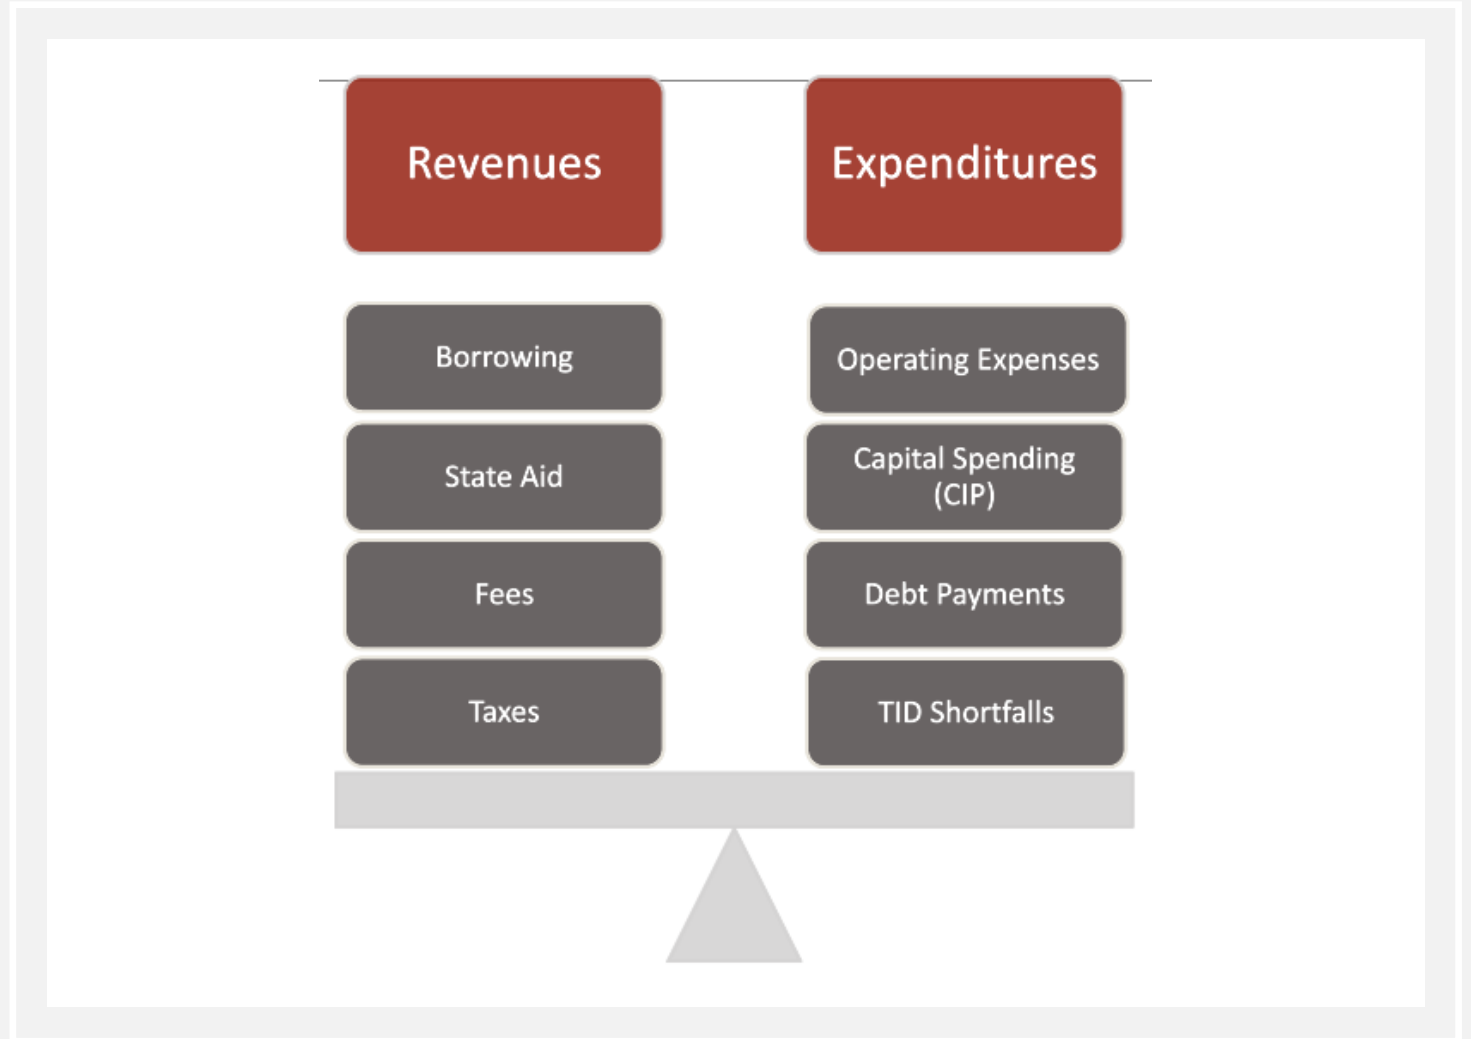 Revenues
Expenditures
Borrowing
State Aid
Fees
Taxes
Operating Expenses
Capital Spending
(CIP)
Debt Payments
TID Shortfalls